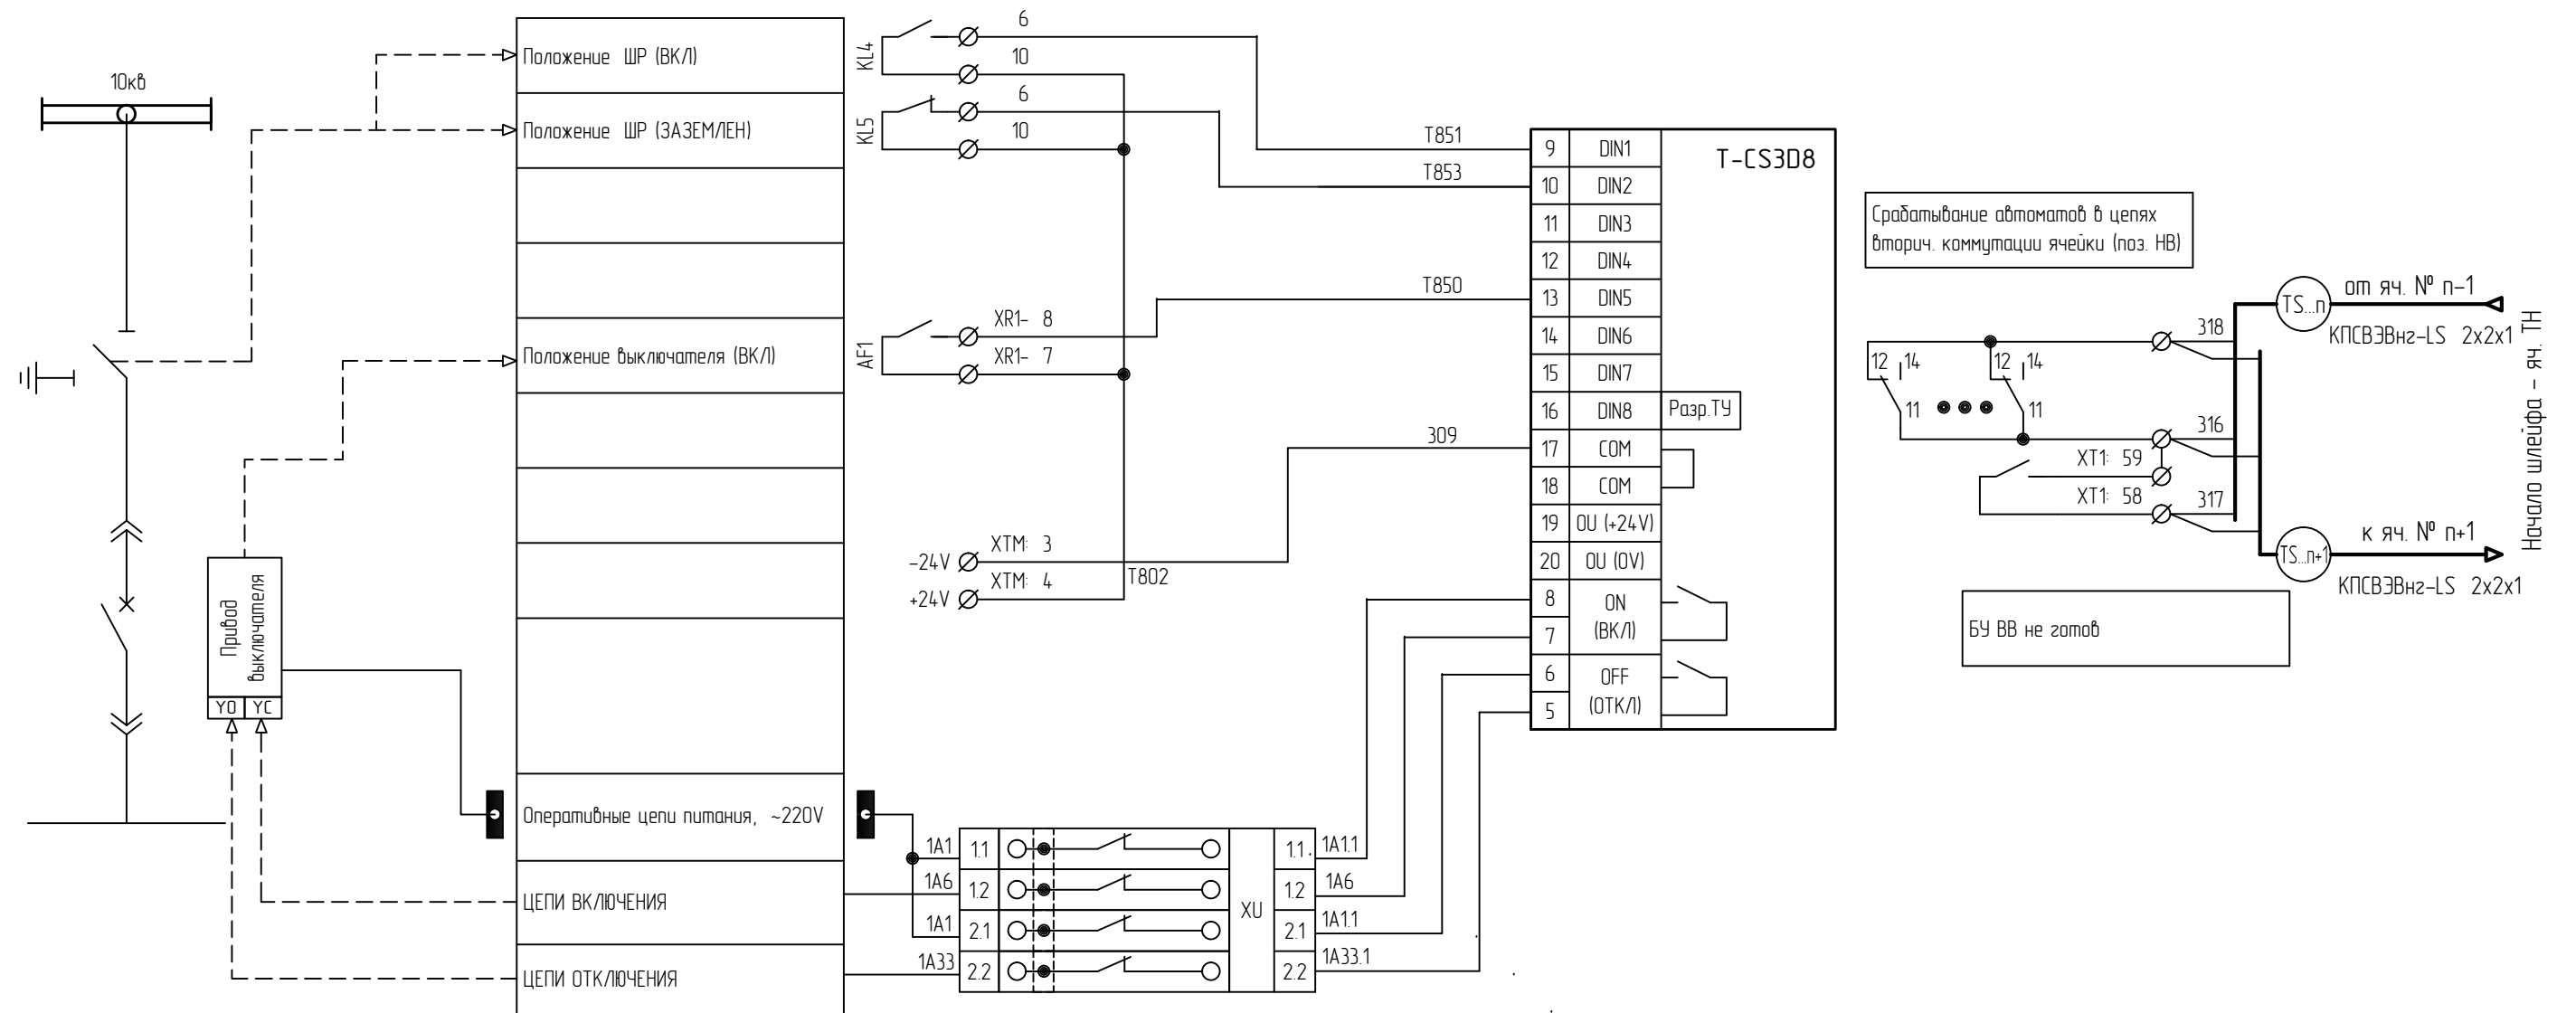 10кв
Привод
выключателя
YO
YC
Положение ШР (ВКЛ)
Положение ШР (ЗАЗЕМЛЕН)
Положение выключателя (ВКЛ)
Оперативные цепи питания, ~220V
ЦЕПИ ВКЛЮЧЕНИЯ
ЦЕПИ ОТКЛЮЧЕНИЯ
KL4
6
10
KL5
6
10
AF1
XR1- 8
XR1- 7
-24V
XTM: 3
+24V
XTM: 4
T802
T851
T853
T850
309
T-CS3D8
9 DIN1
10 DIN2
11 DIN3
12 DIN4
13 DIN5
14 DIN6
15 DIN7
16 DIN8 Разр.ТУ
17 COM
18 COM
19 OU (+24V)
20 OU (0V)
8 ON
7 (ВКЛ)
6 OFF
5 (ОТКЛ)
1A1 1.1 1.1. 1A1.1
1A6 1.2 1.2 1A6
XU
1A1 2.1 2.1 1A1.1
1A33 2.2 2.2 1A33.1
Срабатывание автоматов в цепях
вторич. коммутации ячейки (поз. НВ)
12 14
11
12 14
11
318
316
XT1: 59
XT1: 58
317
TS...n
от яч. № n-1
КПСВЭВнг-LS 2х2х1
TS...n+1
к яч. № n+1
КПСВЭВнг-LS 2х2х1
Начало шлейфа - яч. ТН
БУ ВВ не готов